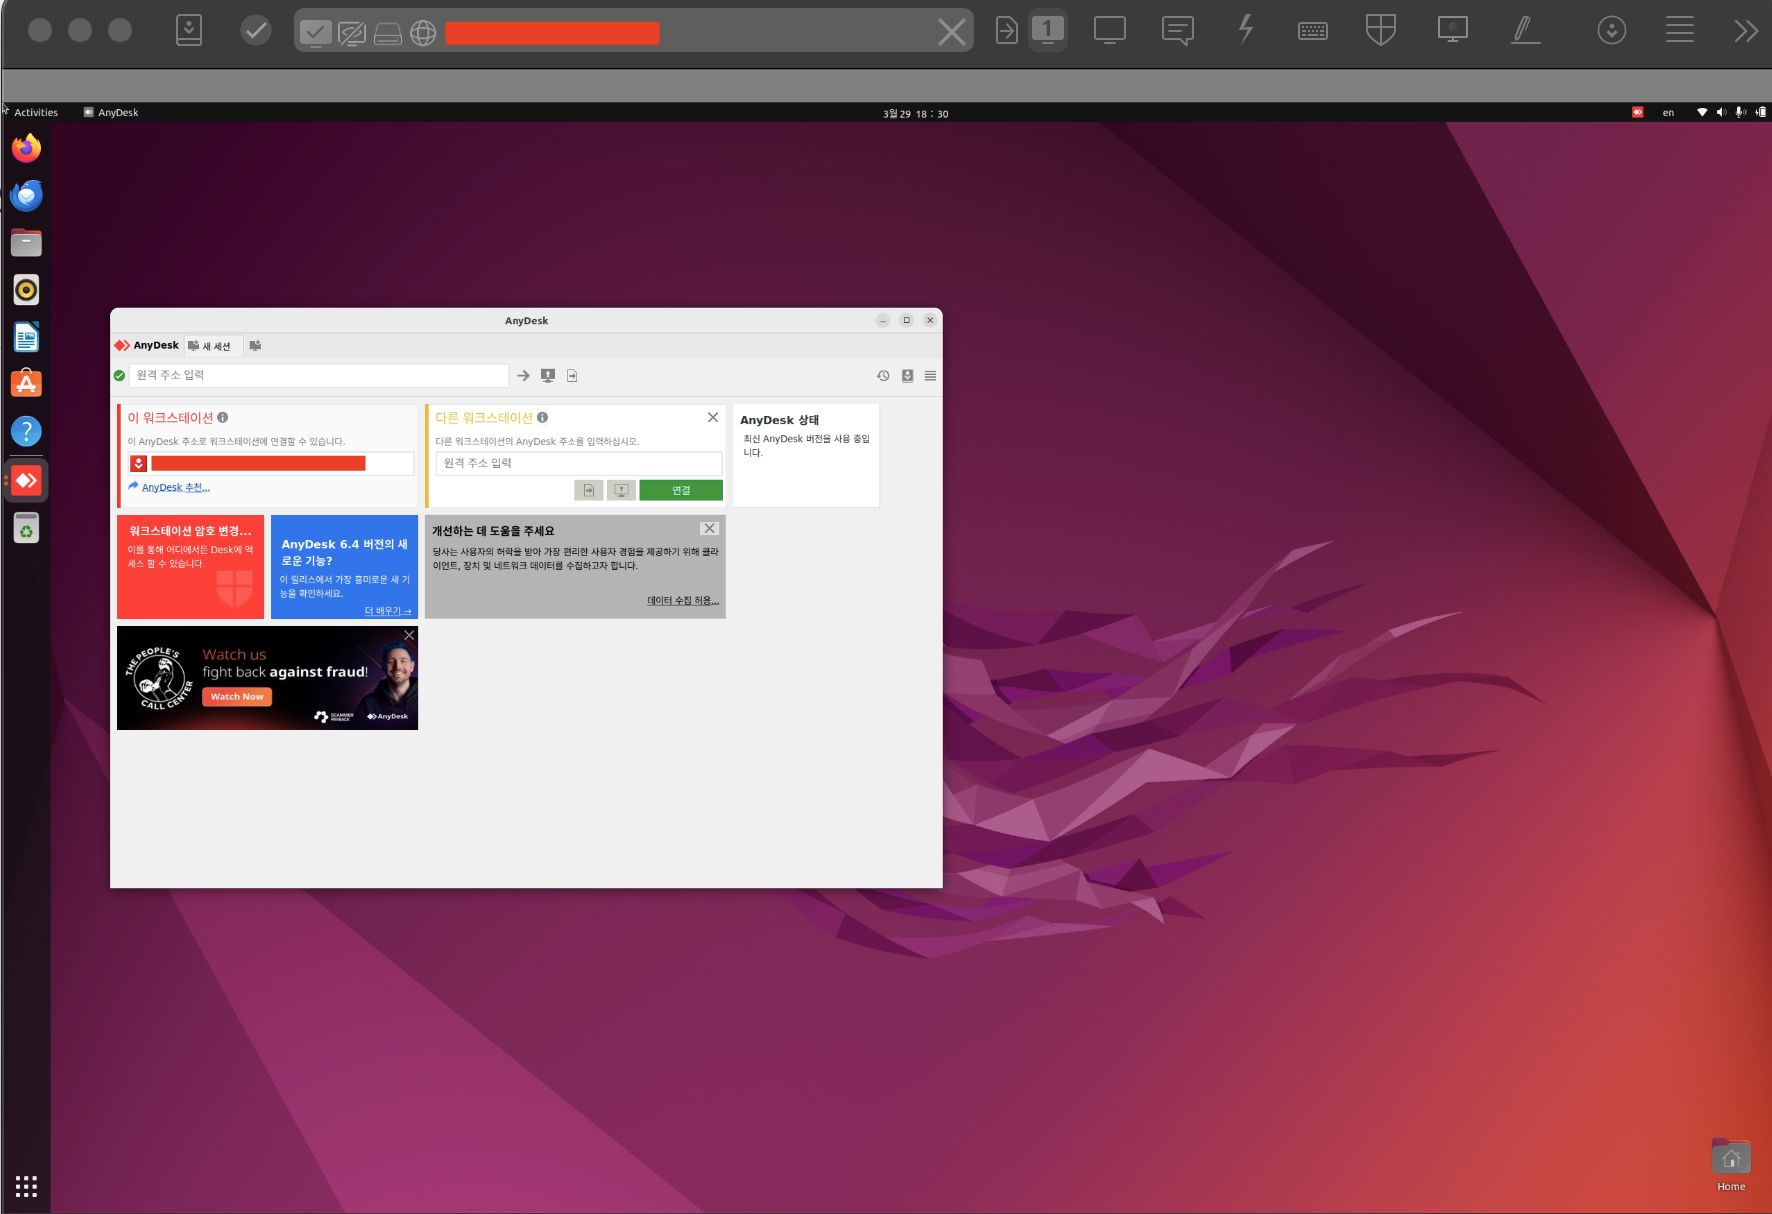 1
Activities
AnyDesk
3월 29 18 : 30
en
AnyDesk
AnyDesk
새 세션
원격 주소 입력
이 워크스테이션
이 AnyDesk 주소로 워크스테이션에 연결할 수 있습니다.
AnyDesk 추천...
다른 워크스테이션
다른 워크스테이션의 AnyDesk 주소를 입력하십시오.
원격 주소 입력
연결
AnyDesk 상태
최신 AnyDesk 버전을 사용 중입
니다.
워크스테이션 암호 변경...
이를 통해 어디에서든 Desk에 액
세스 할 수 있습니다.
AnyDesk 6.4 버전의 새
로운 기능?
이 릴리스에서 가장 흥미로운 새 기
능을 확인하세요.
더 배우기 →
개선하는 데 도움을 주세요
당사는 사용자의 허락을 받아 가장 편리한 사용자 경험을 제공하기 위해 클라
이언트, 장치 및 네트워크 데이터를 수집하고자 합니다.
데이터 수집 허용...
THE PEOPLE'S
CALL CENTER
Watch us
fight back against fraud!
Watch Now
SCAMMER
PAYBACK
AnyDesk
Home